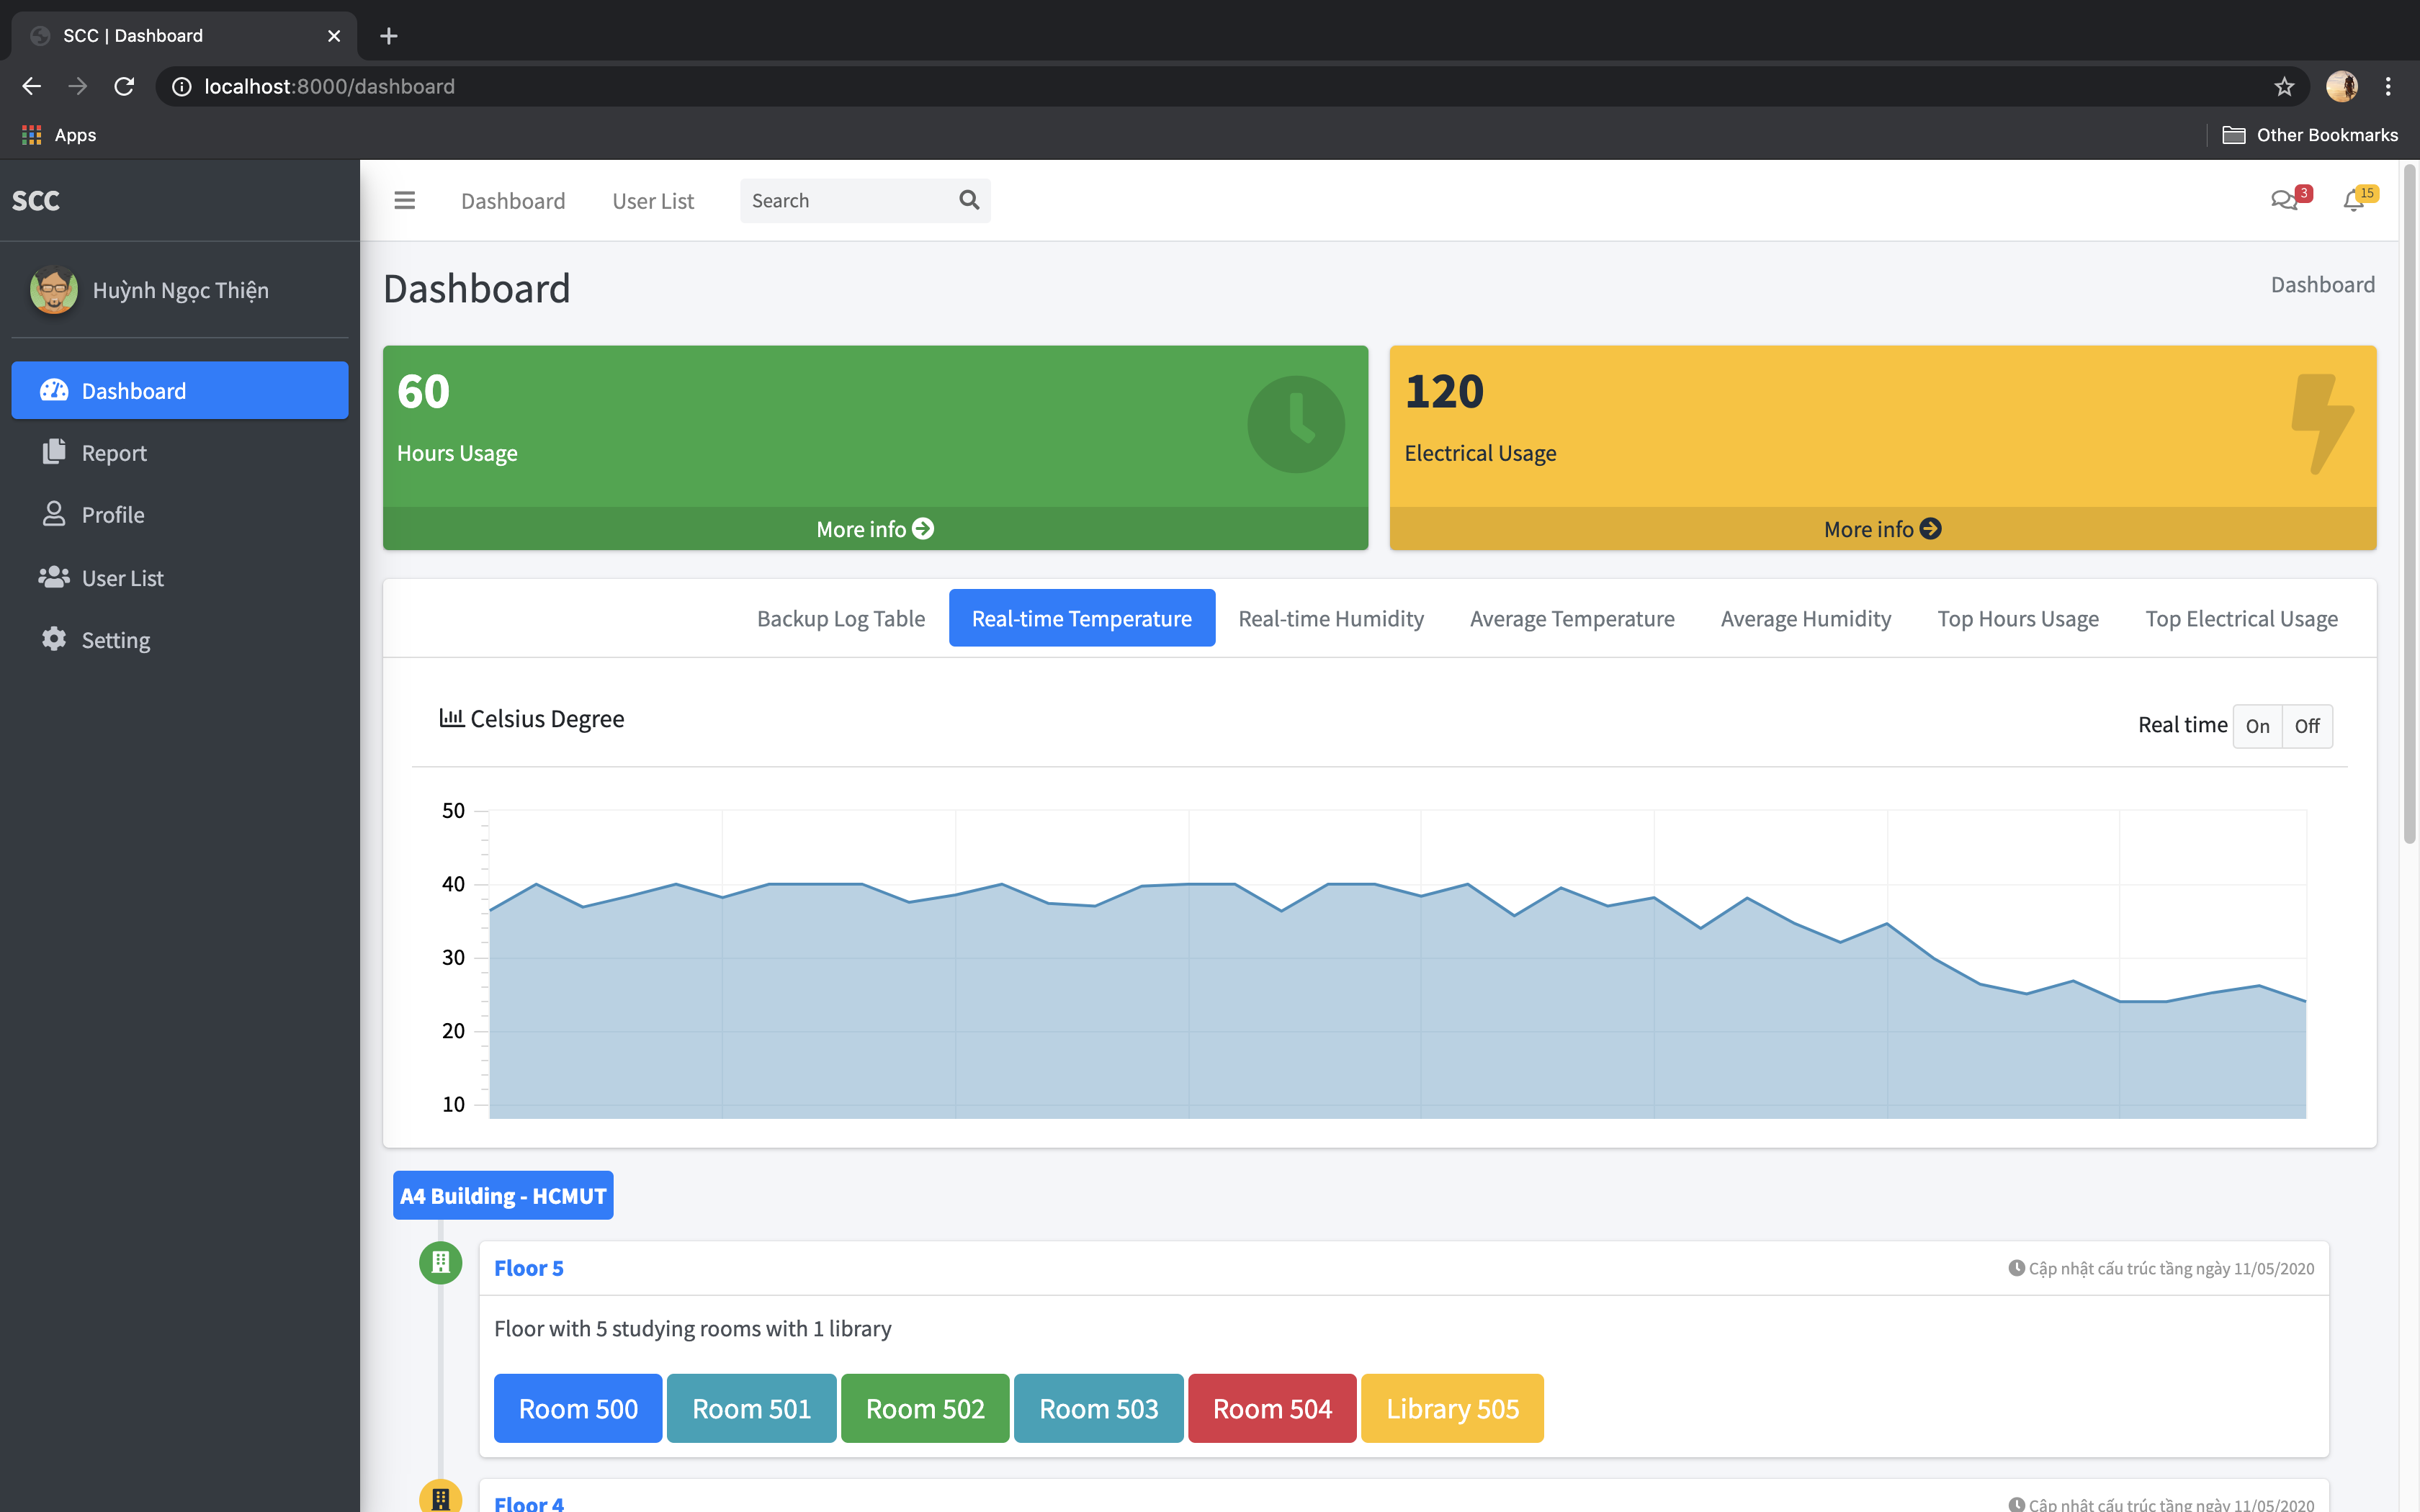 SCC | Dashboard
localhost:8000/dashboard
Apps
Other Bookmarks
SCC
Dashboard
User List
Search
3
15
Huỳnh Ngọc Thiện
Dashboard
Report
Profile
User List
Setting
Dashboard
Dashboard
60
Hours Usage
More info
120
Electrical Usage
More info
Backup Log Table
Real-time Temperature
Real-time Humidity
Average Temperature
Average Humidity
Top Hours Usage
Top Electrical Usage
Celsius Degree
Real time
On
Off
50
40
30
20
10
A4 Building - HCMUT
Floor 5
Cập nhật cấu trúc tầng ngày 11/05/2020
Floor with 5 studying rooms with 1 library
Room 500
Room 501
Room 502
Room 503
Room 504
Library 505
Floor 4
Cập nhật cấu trúc tầng ngày 11/05/2020